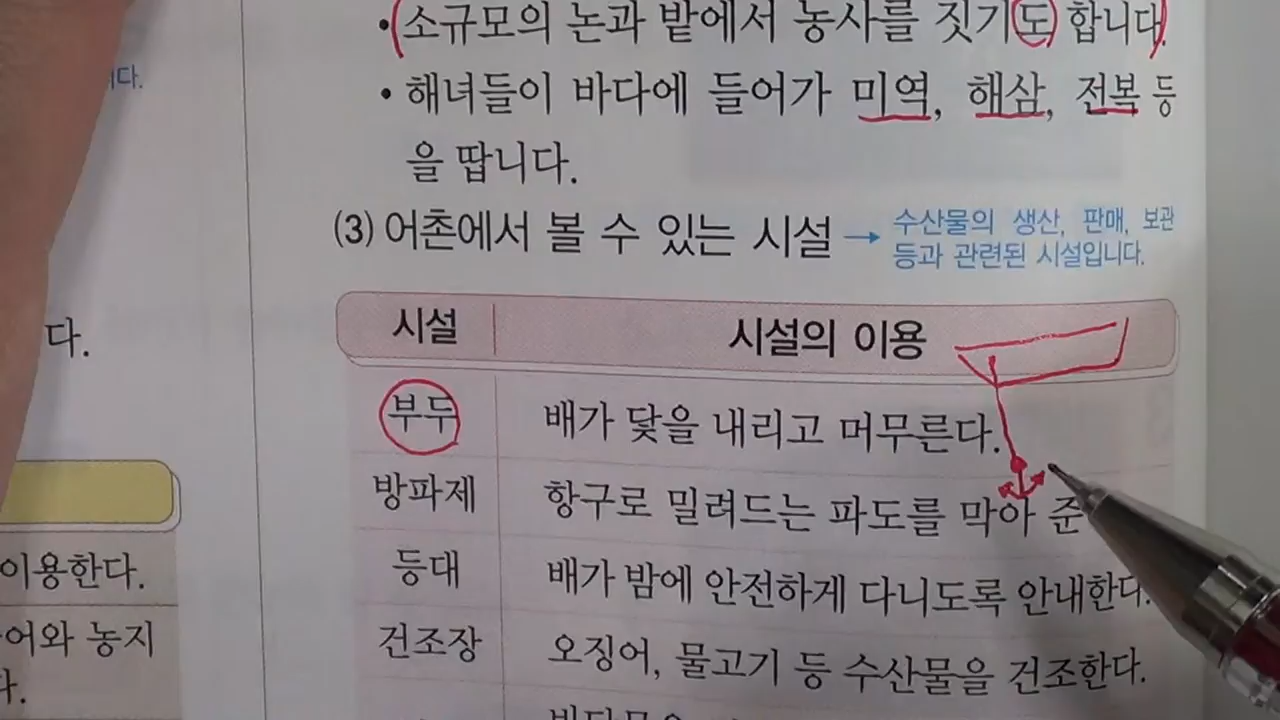 • 소규모의 논과 밭에서 농사를 짓기도 합니다.
• 해녀들이 바다에 들어가 미역, 해삼, 전복 등
을 땁니다.
(3) 어촌에서 볼 수 있는 시설 → 수산물의 생산, 판매, 보관
등과 관련된 시설입니다.
시설 시설의 이용
부두 배가 닻을 내리고 머무른다.
방파제 항구로 밀려드는 파도를 막아 준
등대 배가 밤에 안전하게 다니도록 안내한다.
건조장 오징어, 물고기 등 수산물을 건조한다.
다.
다.
이용한다.
어와 농지
다.